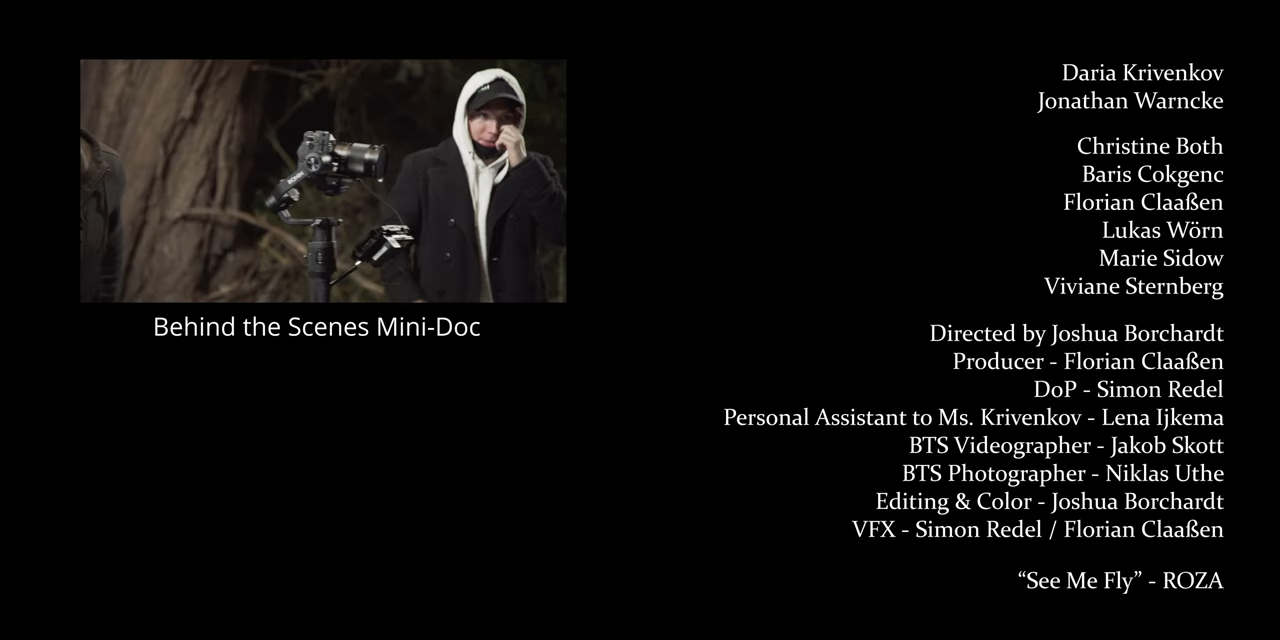 Behind the Scenes Mini-Doc
Daria Krivenkov
Jonathan Warncke
Christine Both
Baris Cokgenc
Florian Claaßen
Lukas Wörn
Marie Sidow
Viviane Sternberg
Directed by Joshua Borchardt
Producer - Florian Claaßen
DoP - Simon Redel
Personal Assistant to Ms. Krivenkov - Lena Ijkema
BTS Videographer - Jakob Skott
BTS Photographer - Niklas Uthe
Editing & Color - Joshua Borchardt
VFX - Simon Redel / Florian Claaßen
“See Me Fly” - ROZA